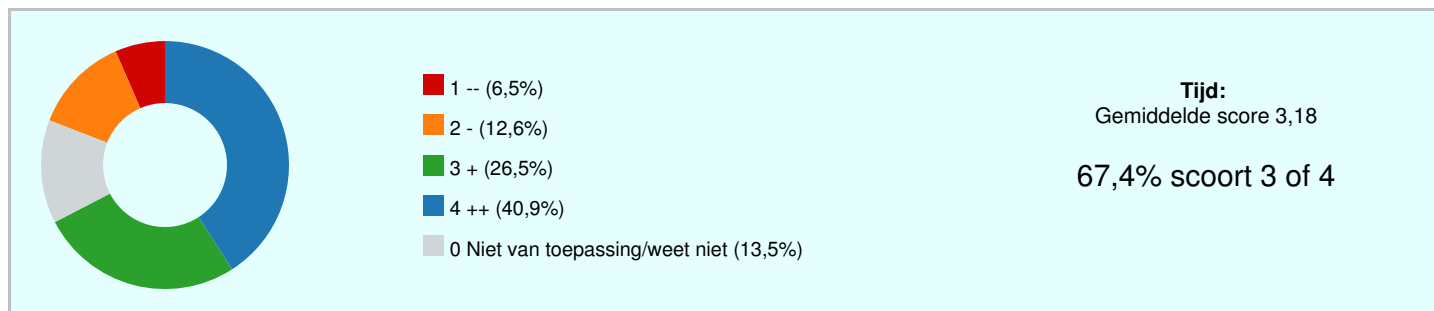 1 -- (6,5%)
2 - (12,6%)
3 + (26,5%)
4 ++ (40,9%)
0 Niet van toepassing/weet niet (13,5%)
Tijd:
Gemiddelde score 3,18
67,4% scoort 3 of 4